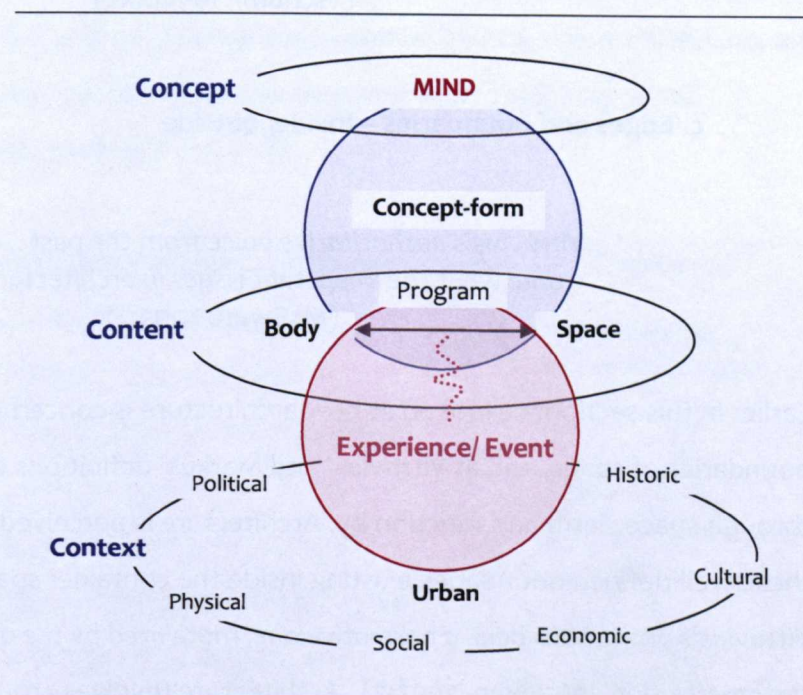 Concept
MIND
Concept-form
Program
Content
Body
Space
Experience/ Event
Political
Historic
Context
Cultural
Physical
Urban
Social
Economic